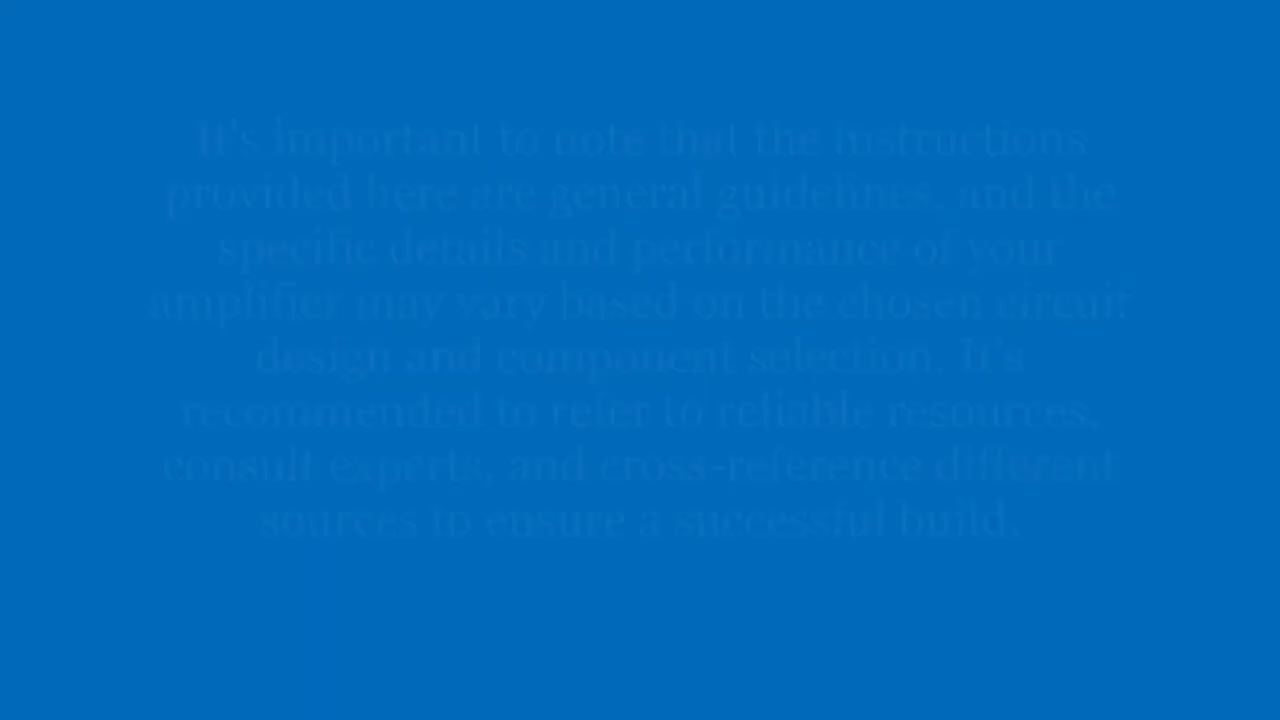 It's important to note that the instructions
provided here are general guidelines, and the
specific details and performance of your
amplifier may vary based on the chosen circuit
design and component selection. It's
recommended to refer to reliable resources,
consult experts, and cross-reference different
sources to ensure a successful build.